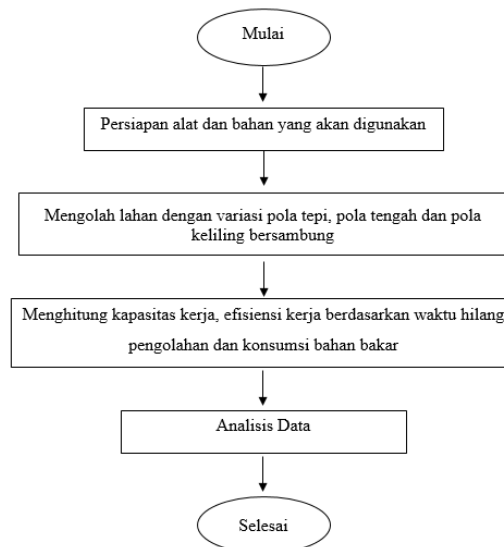 Mulai
Persiapan alat dan bahan yang akan digunakan
Mengolah lahan dengan variasi pola tepi, pola tengah dan pola
keliling bersambung
Menghitung kapasitas kerja, efisiensi kerja berdasarkan waktu hilang
pengolahan dan konsumsi bahan bakar
Analisis Data
Selesai